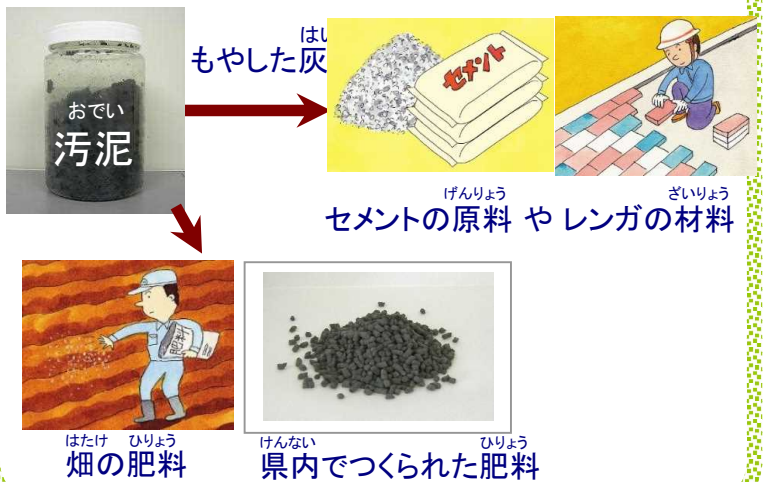 もやした灰
はい
おでい
汚泥
セメント
げんりょう ざいりょう
セメントの原料 や レンガの材料
肥料
はたけ ひりょう
畑の肥料
けんない ひりょう
県内でつくられた肥料